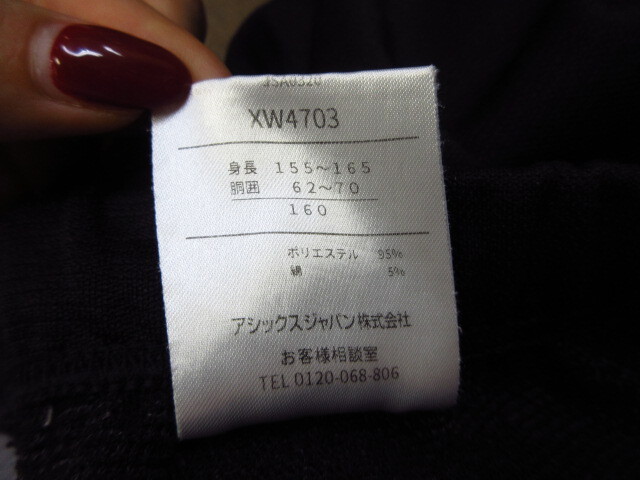 JSA0320
XW4703
身長 155~165
胴囲 62~70
160
ポリエステル 95%
綿 5%
アシックスジャパン株式会社
お客様相談室
TEL 0120-068-806